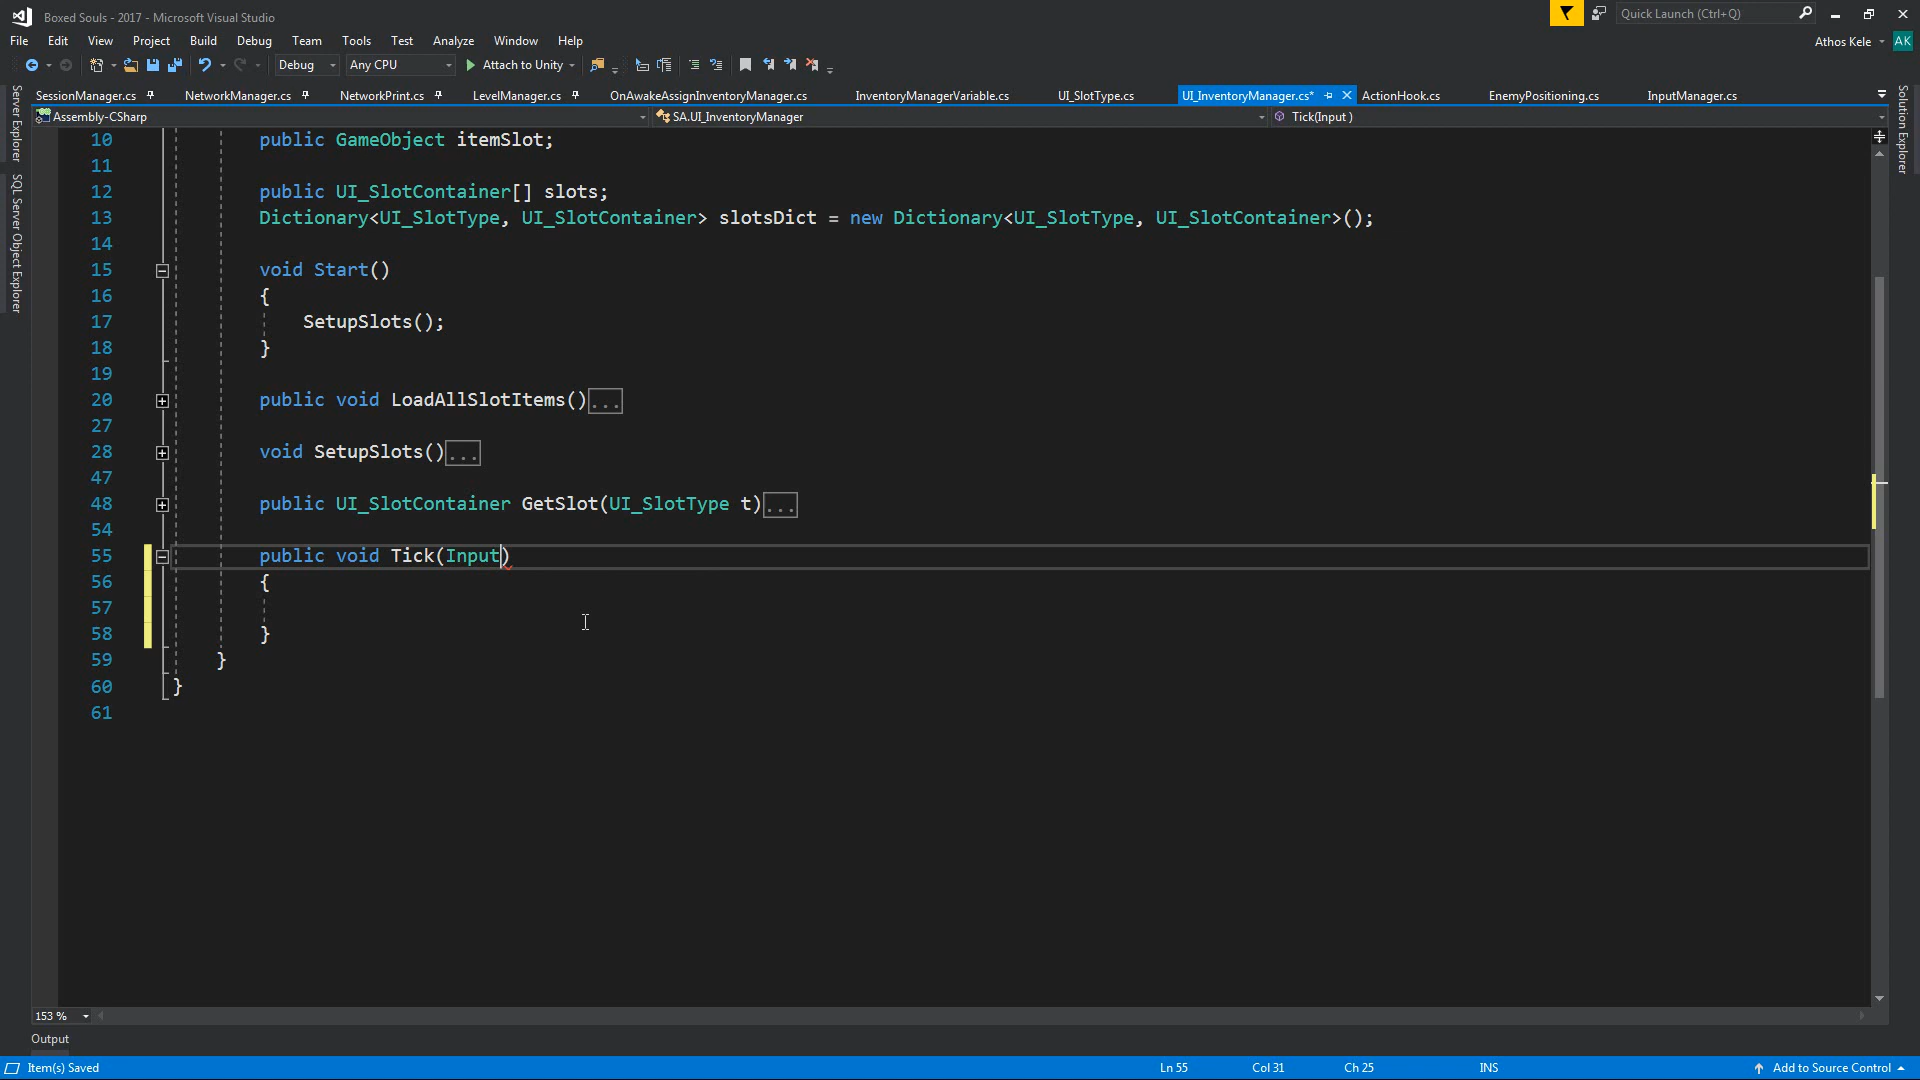 Boxed Souls - 2017 - Microsoft Visual Studio
Quick Launch (Ctrl+Q)
File Edit View Project Build Debug Team Tools Test Analyze Window Help
Athos Kele AK
Debug Any CPU Attach to Unity
SessionManager.cs NetworkManager.cs NetworkPrint.cs LevelManager.cs OnAwakeAssignInventoryManager.cs InventoryManagerVariable.cs UI_SlotType.cs UI_InventoryManager.cs* ActionHook.cs EnemyPositioning.cs InputManager.cs
Assembly-CSharp SA.UI_InventoryManager Tick(Input )
Server Explorer
SQL Server Object Explorer
Solution Explorer
10 public GameObject itemSlot;
11
12 public UI_SlotContainer[] slots;
13 Dictionary<UI_SlotType, UI_SlotContainer> slotsDict = new Dictionary<UI_SlotType, UI_SlotContainer>();
14
15 void Start()
16 {
17 SetupSlots();
18 }
19
20 public void LoadAllSlotItems()...
27
28 void SetupSlots()...
47
48 public UI_SlotContainer GetSlot(UI_SlotType t)...
54
55 public void Tick(Input)
56 {
57
58 }
59 }
60 }
61
153 %
Output
Item(s) Saved Ln 55 Col 31 Ch 25 INS Add to Source Control